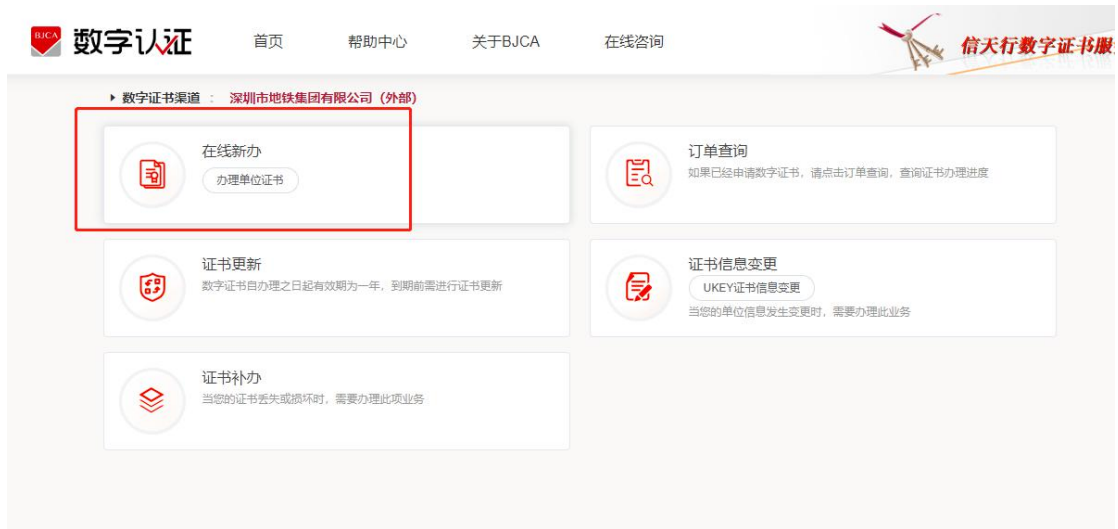 BJCA
数字认证
首页
帮助中心
关于BJCA
在线咨询
信天行数字证书服
数字证书渠道 : 深圳市地铁集团有限公司 (外部)
在线新办
办理单位证书
订单查询
如果已经申请数字证书, 请点击订单查询, 查询证书办理进度
证书更新
数字证书自办理之日起有效期为一年, 到期前需进行证书更新
证书信息变更
UKEY证书信息变更
当您的单位信息发生变更时, 需要办理此业务
证书补办
当您的证书丢失或损坏时, 需要办理此项业务